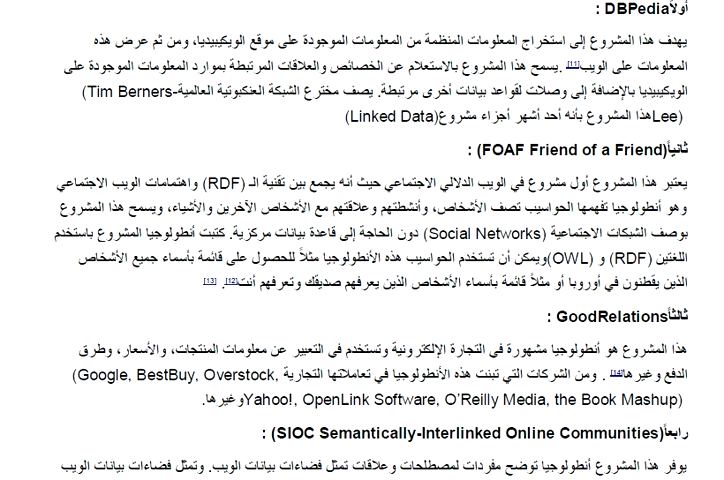 أولاً DBPedia :
يهدف هذا المشروع إلى استخراج المعلومات المنظمة من المعلومات الموجودة على موقع الويكيبيديا، ومن ثم عرض هذه
المعلومات على الويب[11]. يسمح هذا المشروع بالاستعلام عن الخصائص والعلاقات المرتبطة بموارد المعلومات الموجودة على
الويكيبيديا بالإضافة إلى وصلات لقواعد بيانات أخرى مرتبطة. يصف مخترع الشبكة العنكبوتية العالمية (Tim Berners-
Lee) هذا المشروع بأنه أحد أشهر أجزاء مشروع (Linked Data)
ثانياً (FOAF Friend of a Friend) :
يعتبر هذا المشروع أول مشروع في الويب الدلالي الاجتماعي حيث أنه يجمع بين تقنية الـ (RDF) واهتمامات الويب الاجتماعي
وهو أنطولوجيا تفهمها الحواسيب تصف الأشخاص، وأنشطتهم وعلاقتهم مع الأشخاص الآخرين والأشياء، ويسمح هذا المشروع
بوصف الشبكات الاجتماعية (Social Networks) دون الحاجة إلى قاعدة بيانات مركزية. كتبت أنطولوجيا المشروع باستخدم
اللغتين (RDF) و (OWL) ويمكن أن تستخدم الحواسيب هذه الأنطولوجيا مثلاً للحصول على قائمة بأسماء جميع الأشخاص
الذين يقطنون في أوروبا أو مثلاً قائمة بأسماء الأشخاص الذين يعرفهم صديقك وتعرفهم أنت[12]. [13]
ثالثاً GoodRelations :
هذا المشروع هو أنطولوجيا مشهورة في التجارة الإلكترونية وتستخدم في التعبير عن معلومات المنتجات، والأسعار، وطرق
الدفع وغيرها[14] . ومن الشركات التي تبنت هذه الأنطولوجيا في تعاملاتها التجارية (Google, BestBuy, Overstock,
Yahoo!, OpenLink Software, O’Reilly Media, the Book Mashup) وغيرها.
رابعاً (SIOC Semantically-Interlinked Online Communities) :
يوفر هذا المشروع أنطولوجيا توضح مفردات لمصطلحات وعلاقات تمثل فضاءات بيانات الويب. وتمثل فضاءات بيانات الويب